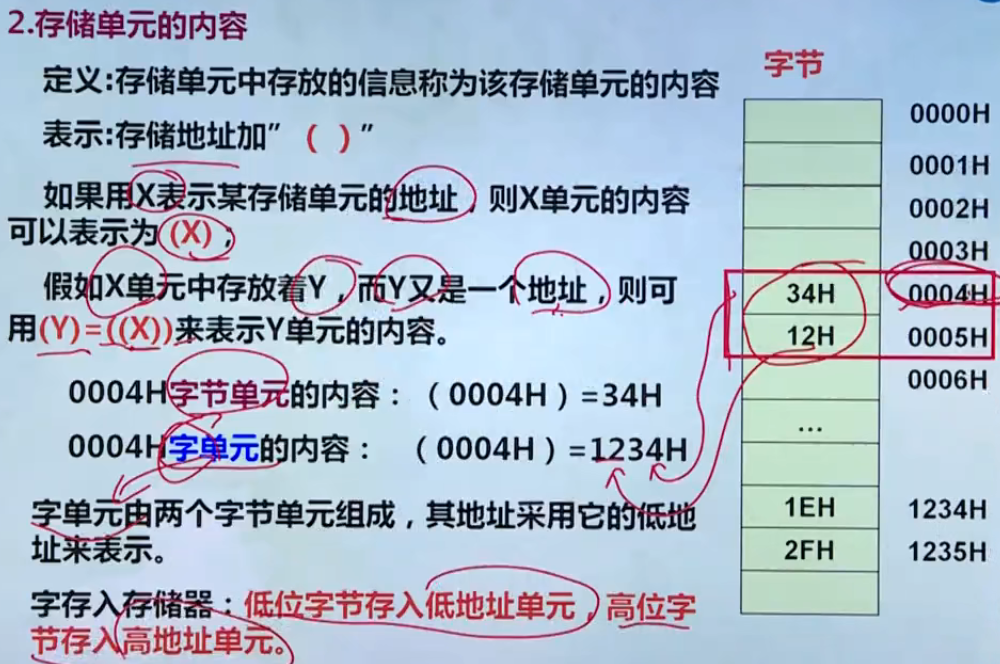 2.存储单元的内容
定义:存储单元中存放的信息称为该存储单元的内容
表示:存储地址加”（ ）”
如果用X表示某存储单元的地址，则X单元的内容
可以表示为(X)；
假如X单元中存放着Y，而Y又是一个地址，则可
用(Y)=((X))来表示Y单元的内容。
0004H字节单元的内容：（0004H）=34H
0004H字单元的内容： （0004H）=1234H
字单元由两个字节单元组成，其地址采用它的低地
址来表示。
字存入存储器：低位字节存入低地址单元，高位字
节存入高地址单元。
字节
0000H
0001H
0002H
0003H
34H 0004H
12H 0005H
0006H
...
1EH 1234H
2FH 1235H